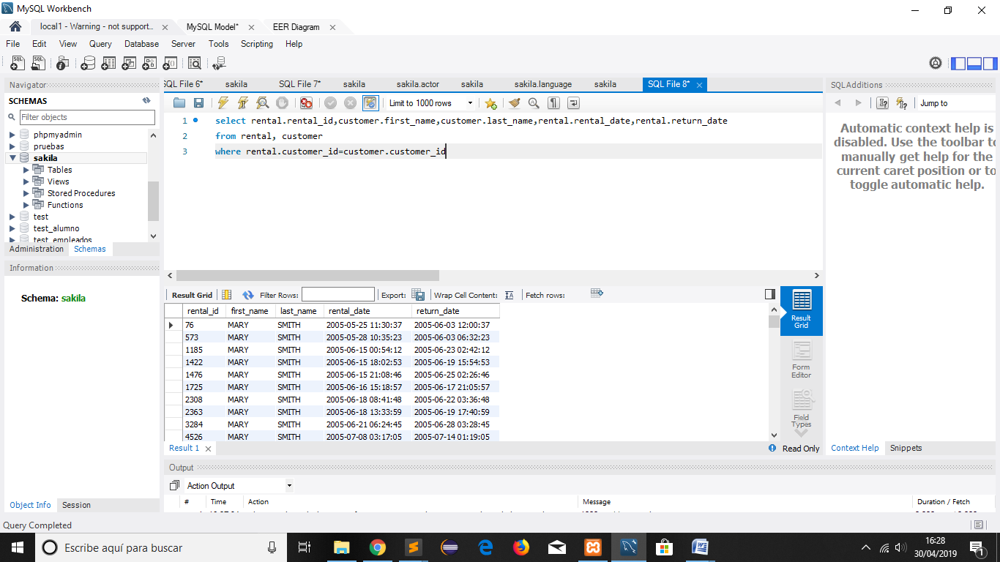 MySQL Workbench
local1 - Warning - not support... MySQL Model* EER Diagram
File Edit View Query Database Server Tools Scripting Help
Navigator
SCHEMAS
Filter objects
phpmyadmin
pruebas
sakila
Tables
Views
Stored Procedures
Functions
test
test_alumno
test_empleados
Administration Schemas
Information
Schema: sakila
Object Info Session
SQL File 6* sakila SQL File 7* sakila sakila.actor sakila sakila.language sakila SQL File 8*
Limit to 1000 rows
1 select rental.rental_id,customer.first_name,customer.last_name,rental.rental_date,rental.return_date
2 from rental, customer
3 where rental.customer_id=customer.customer_id
Result Grid Filter Rows: Export: Wrap Cell Content: Fetch rows:
rental_id first_name last_name rental_date return_date
76 MARY SMITH 2005-05-25 11:30:37 2005-06-03 12:00:37
573 MARY SMITH 2005-05-28 10:35:23 2005-06-03 06:32:23
1185 MARY SMITH 2005-06-15 00:54:12 2005-06-23 02:42:12
1422 MARY SMITH 2005-06-15 18:02:53 2005-06-19 15:54:53
1476 MARY SMITH 2005-06-15 21:08:46 2005-06-25 02:26:46
1725 MARY SMITH 2005-06-16 15:18:57 2005-06-17 21:05:57
2308 MARY SMITH 2005-06-18 08:41:48 2005-06-22 03:36:48
2363 MARY SMITH 2005-06-18 13:33:59 2005-06-19 17:40:59
3284 MARY SMITH 2005-06-21 06:24:45 2005-06-28 03:28:45
4526 MARY SMITH 2005-07-08 03:17:05 2005-07-14 01:19:05
Result
Grid
Form
Editor
Field
Types
Result 1
Read Only
SQLAdditions
Jump to
Automatic context help is
disabled. Use the toolbar to
manually get help for the
current caret position or to
toggle automatic help.
Context Help Snippets
Output
Action Output
# Time Action Message Duration / Fetch
Query Completed
Escribe aquí para buscar
16:28
30/04/2019
1